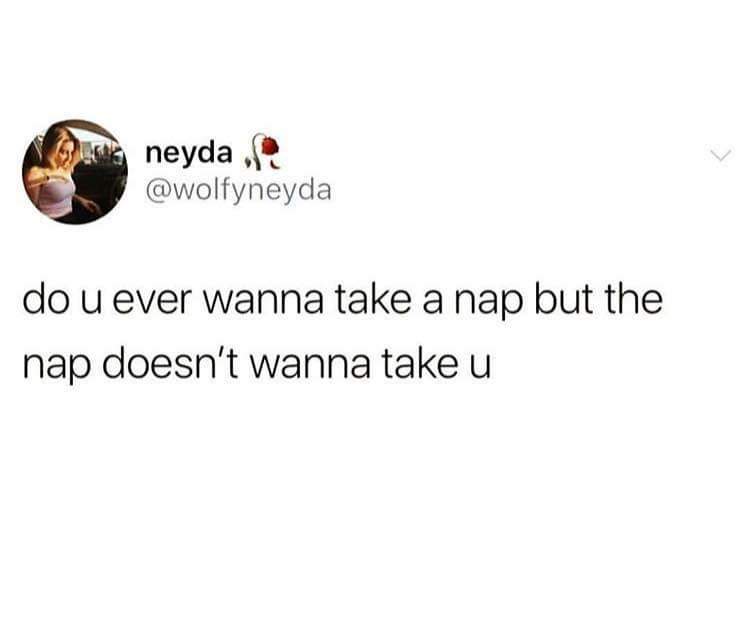 neyda 🥀
@wolfyneyda
do u ever wanna take a nap but the
nap doesn't wanna take u